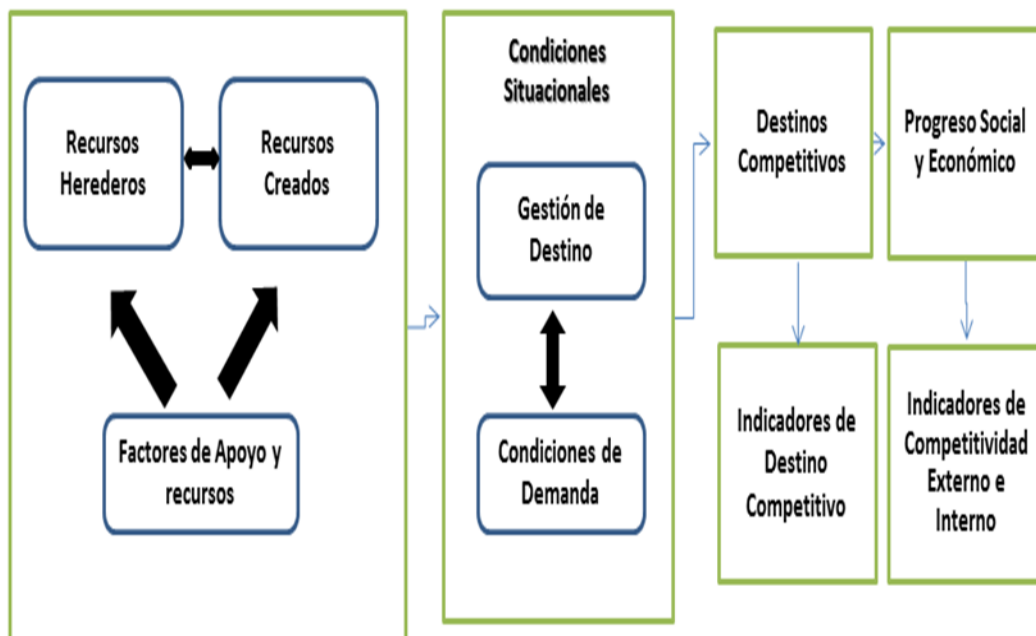 Recursos
Herederos
Recursos
Creados
Factores de Apoyo y
recursos
Condiciones
Situacionales
Gestión de
Destino
Condiciones de
Demanda
Destinos
Competitivos
Progreso Social
y Económico
Indicadores de
Destino
Competitivo
Indicadores de
Competitividad
Externo e
Interno